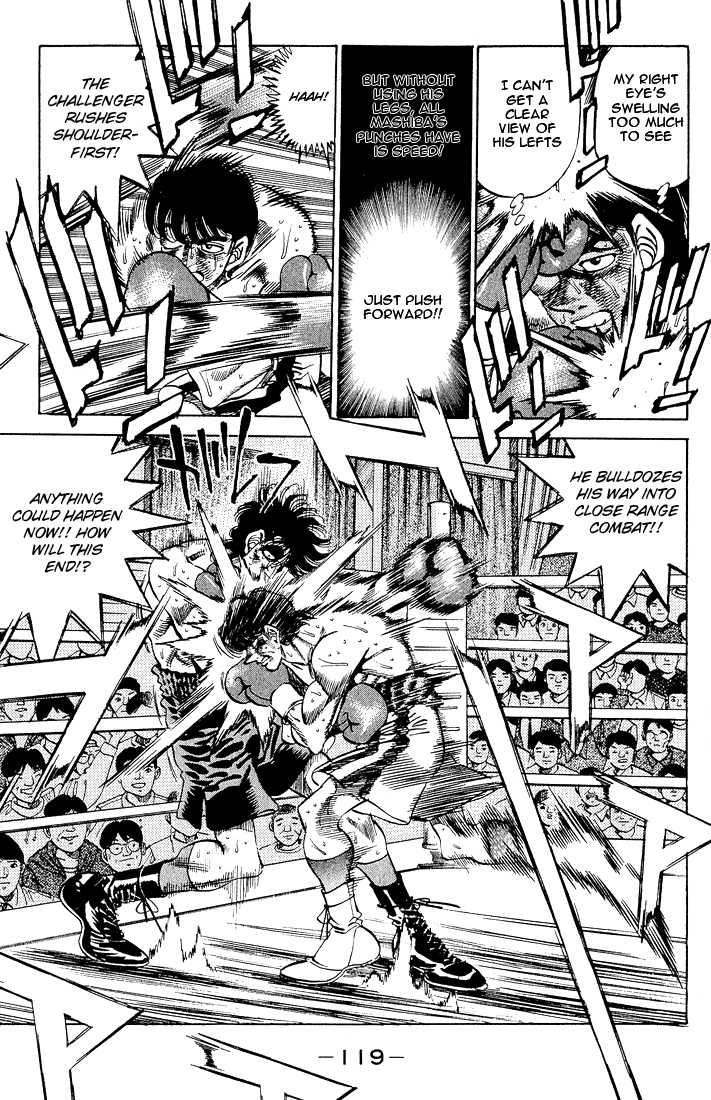 MY RIGHT
EYE'S
SWELLING
TOO MUCH
TO SEE
I CAN'T
GET A
CLEAR
VIEW OF
HIS LEFTS
BUT WITHOUT
USING HIS
LEGS, ALL
MASHIBA'S
PUNCHES HAVE
IS SPEED!
JUST PUSH
FORWARD!!
HAAH!
THE
CHALLENGER
RUSHES
SHOULDER-
FIRST!
HE BULLDOZES
HIS WAY INTO
CLOSE RANGE
COMBAT!!
ANYTHING
COULD HAPPEN
NOW!! HOW
WILL THIS
END!?
-119-